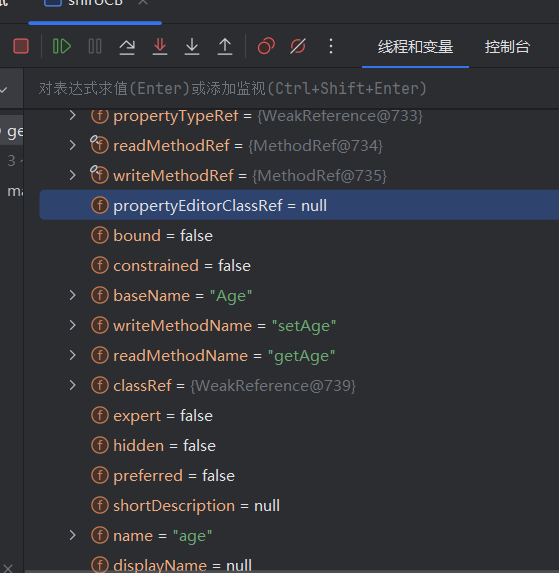 shiroCB
线程和变量 控制台
对表达式求值(Enter)或添加监视(Ctrl+Shift+Enter)
propertyTypeRef = {WeakReference@733}
readMethodRef = {MethodRef@734}
writeMethodRef = {MethodRef@735}
propertyEditorClassRef = null
bound = false
constrained = false
baseName = "Age"
writeMethodName = "setAge"
readMethodName = "getAge"
classRef = {WeakReference@739}
expert = false
hidden = false
preferred = false
shortDescription = null
name = "age"
displayName = null